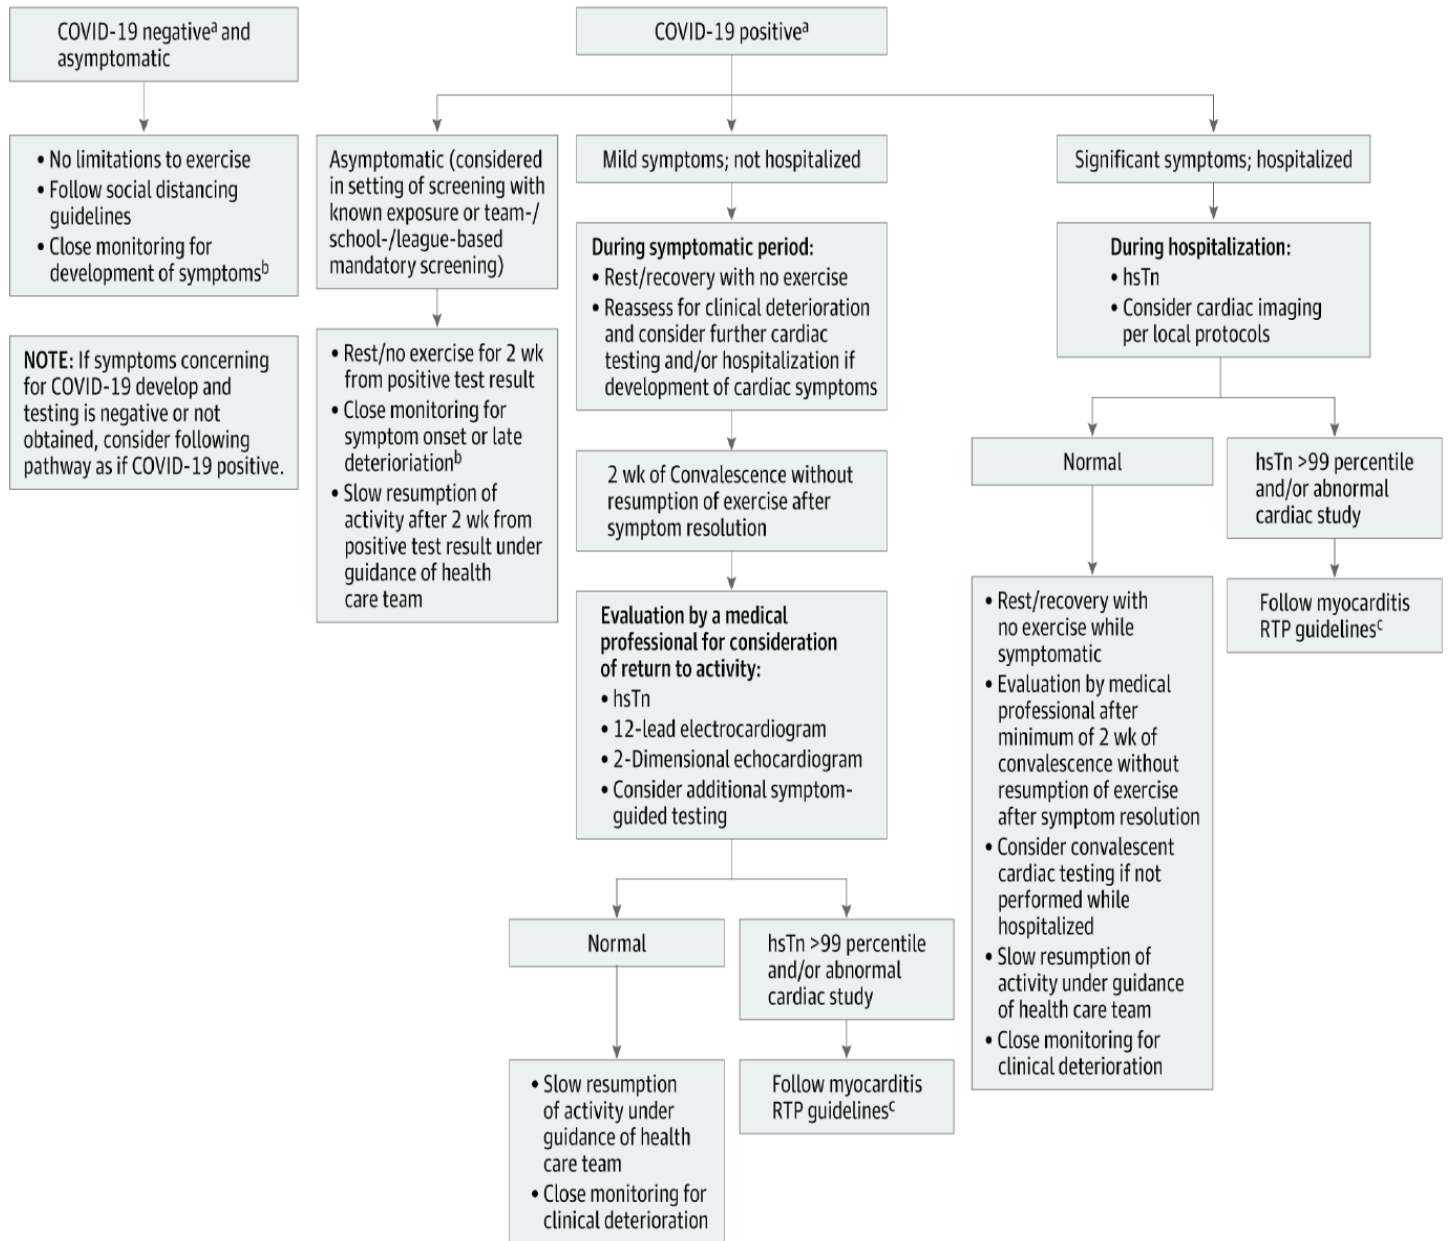 COVID-19 negativeᵃ and
asymptomatic
• No limitations to exercise
• Follow social distancing
guidelines
• Close monitoring for
development of symptomsᵇ
NOTE: If symptoms concerning
for COVID-19 develop and
testing is negative or not
obtained, consider following
pathway as if COVID-19 positive.
COVID-19 positiveᵃ
Asymptomatic (considered
in setting of screening with
known exposure or team-/
school-/league-based
mandatory screening)
• Rest/no exercise for 2 wk
from positive test result
• Close monitoring for
symptom onset or late
deterioriationᵇ
• Slow resumption of
activity after 2 wk from
positive test result under
guidance of health
care team
Mild symptoms; not hospitalized
During symptomatic period:
• Rest/recovery with no exercise
• Reassess for clinical deterioration
and consider further cardiac
testing and/or hospitalization if
development of cardiac symptoms
2 wk of Convalescence without
resumption of exercise after
symptom resolution
Evaluation by a medical
professional for consideration
of return to activity:
• hsTn
• 12-lead electrocardiogram
• 2-Dimensional echocardiogram
• Consider additional symptom-
guided testing
Normal
• Slow resumption
of activity under
guidance of health
care team
• Close monitoring for
clinical deterioration
hsTn >99 percentile
and/or abnormal
cardiac study
Follow myocarditis
RTP guidelinesᶜ
Significant symptoms; hospitalized
During hospitalization:
• hsTn
• Consider cardiac imaging
per local protocols
Normal
• Rest/recovery with
no exercise while
symptomatic
• Evaluation by medical
professional after
minimum of 2 wk of
convalescence without
resumption of exercise
after symptom resolution
• Consider convalescent
cardiac testing if not
performed while
hospitalized
• Slow resumption of
activity under guidance
of health care team
• Close monitoring for
clinical deterioration
hsTn >99 percentile
and/or abnormal
cardiac study
Follow myocarditis
RTP guidelinesᶜ